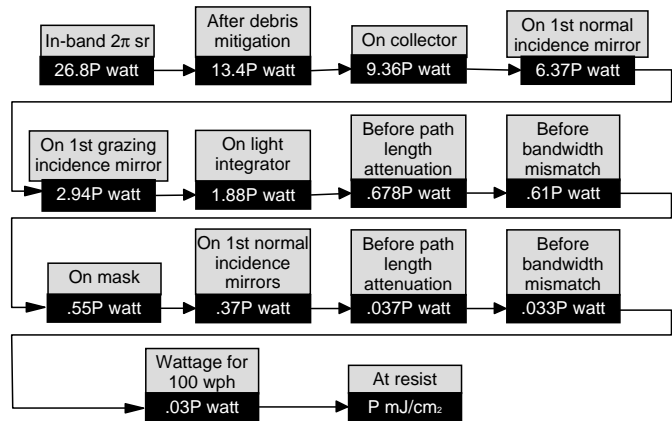 In-band 2π sr
26.8P watt
After debris
mitigation
13.4P watt
On collector
9.36P watt
On 1st normal
incidence mirror
6.37P watt
On 1st grazing
incidence mirror
2.94P watt
On light
integrator
1.88P watt
Before path
length
attenuation
.678P watt
Before
bandwidth
mismatch
.61P watt
On mask
.55P watt
On 1st normal
incidence
mirrors
.37P watt
Before path
length
attenuation
.037P watt
Before
bandwidth
mismatch
.033P watt
Wattage for
100 wph
.03P watt
At resist
P mJ/cm₂